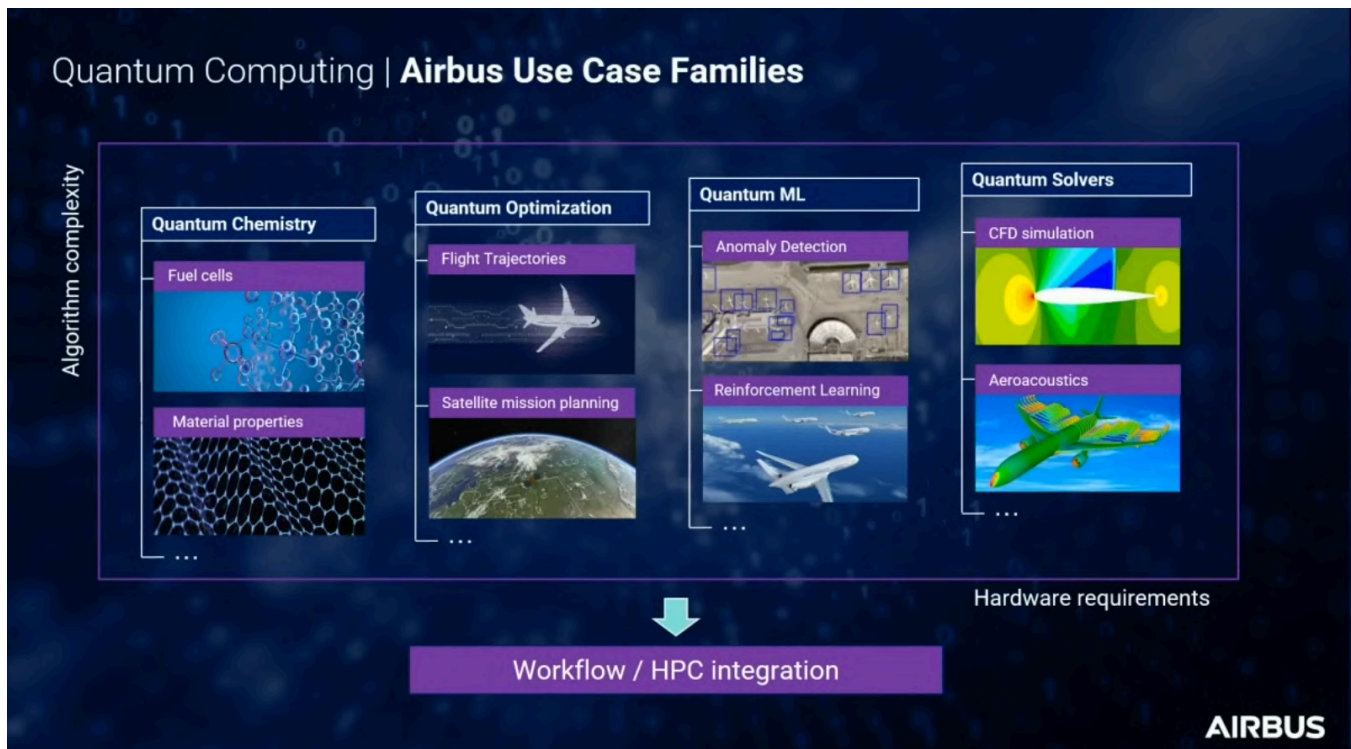 Quantum Computing | Airbus Use Case Families
Algorithm complexity
Quantum Chemistry
Fuel cells
Material properties
...
Quantum Optimization
Flight Trajectories
Satellite mission planning
...
Quantum ML
Anomaly Detection
Reinforcement Learning
...
Quantum Solvers
CFD simulation
Aeroacoustics
...
Hardware requirements
Workflow / HPC integration
AIRBUS